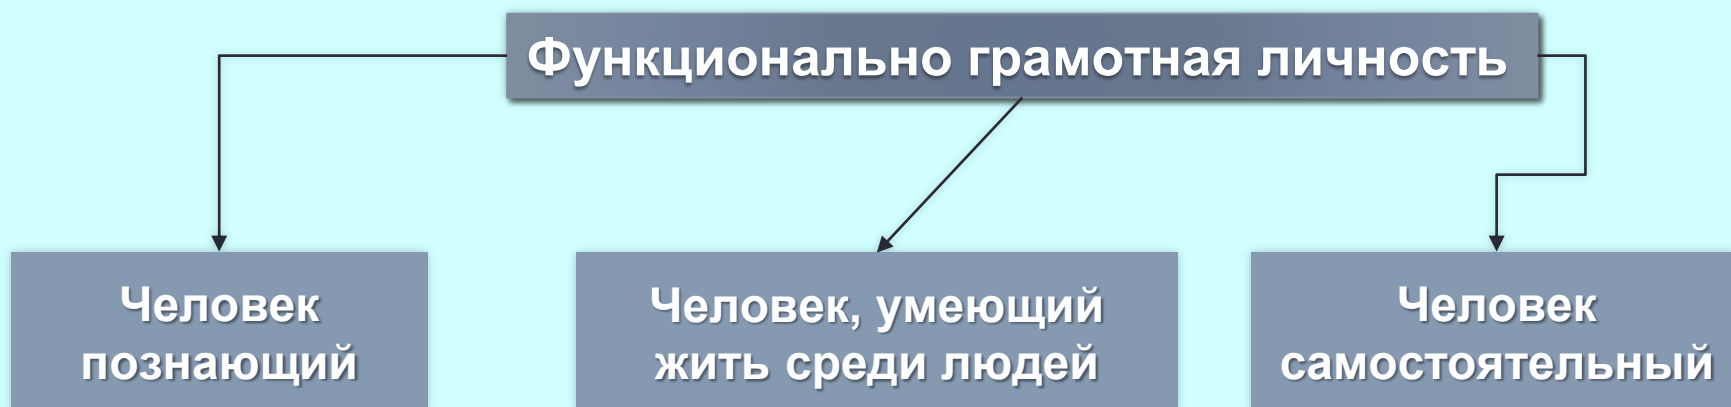 Функционально грамотная личность
Человек
познающий
Человек, умеющий
жить среди людей
Человек
самостоятельный